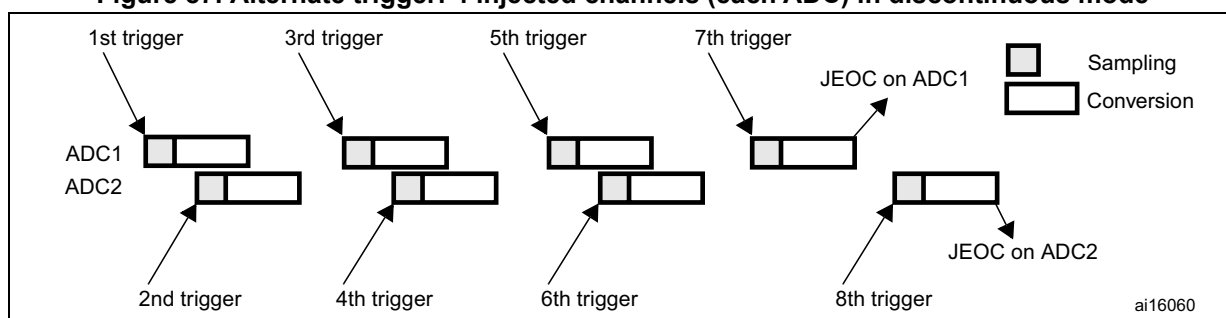 Figure 67. Alternate trigger: 4 injected channels (each ADC) in discontinuous mode
1st trigger
3rd trigger
5th trigger
7th trigger
JEOC on ADC1
Sampling
Conversion
ADC1
ADC2
JEOC on ADC2
2nd trigger
4th trigger
6th trigger
8th trigger
ai16060